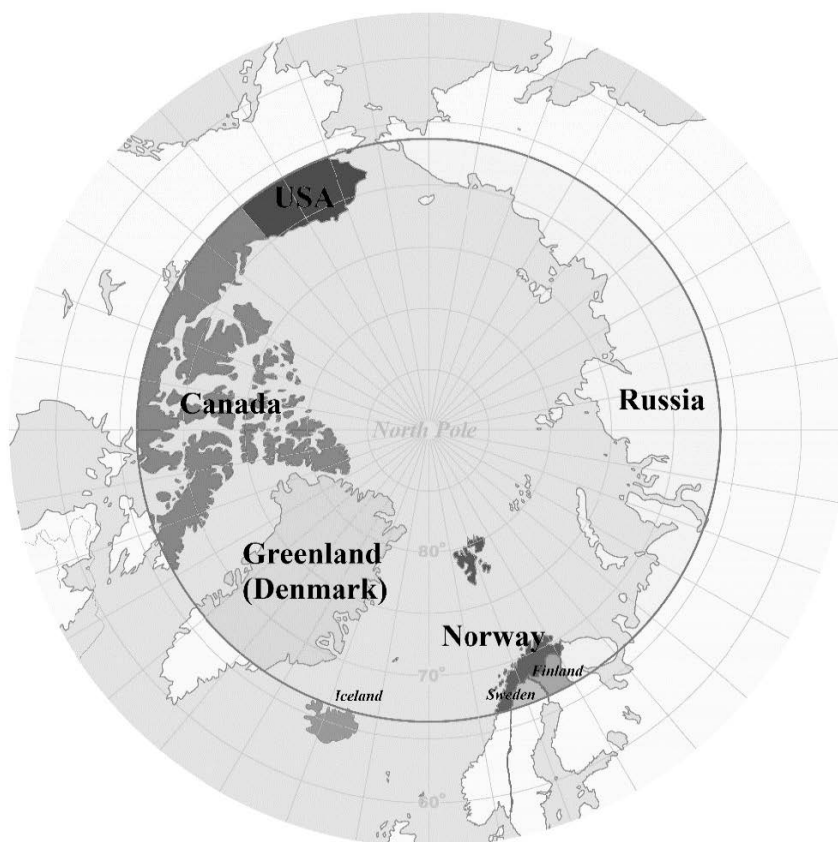 USA
Canada
Russia
North Pole
Greenland
(Denmark)
80°
Norway
Finland
70°
Iceland
Sweden
60°